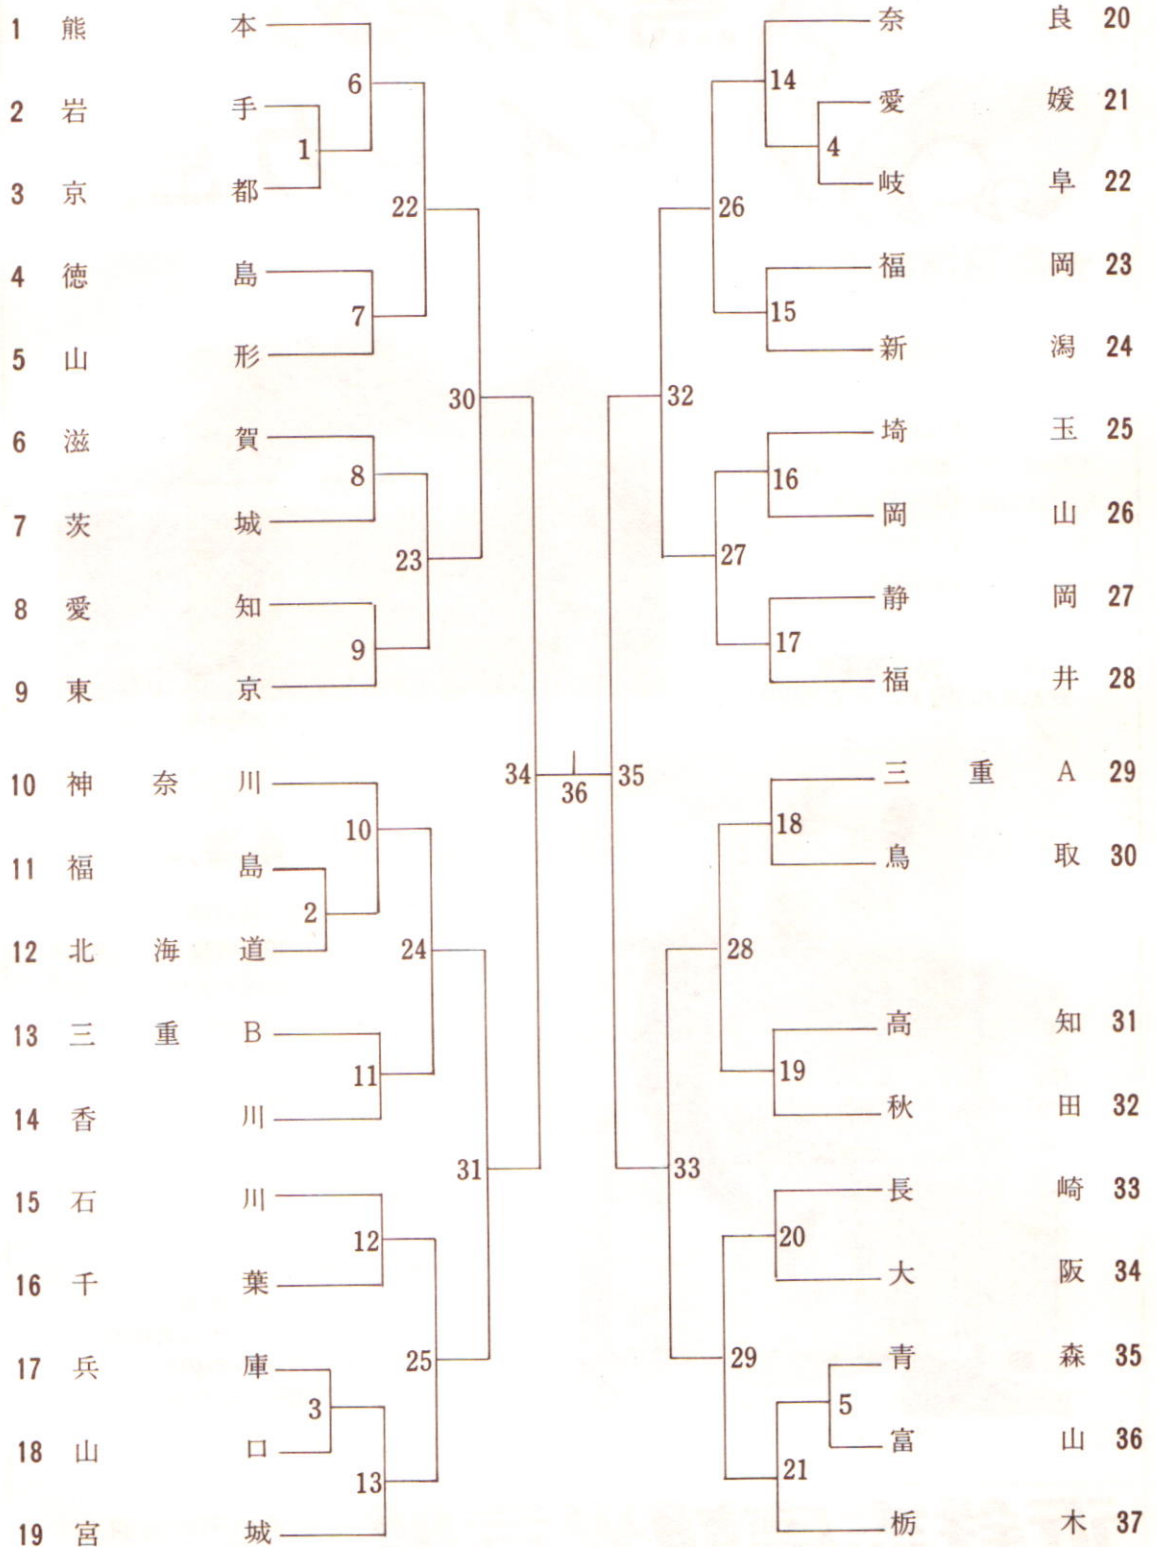 1 熊本
2 岩手
3 京都
4 徳島
5 山形
6 滋賀
7 茨城
8 愛知
9 東京
10 神奈川
11 福島
12 北海道
13 三重B
14 香川
15 石川
16 千葉
17 兵庫
18 山口
19 宮城
6
1
22
7
30
8
23
9
34
10
2
24
11
31
12
25
3
13
36
14
4
26
15
32
16
27
17
35
18
28
19
33
20
29
5
21
奈良 20
愛媛 21
岐阜 22
福岡 23
新潟 24
埼玉 25
岡山 26
静岡 27
福井 28
三重A 29
鳥取 30
高知 31
秋田 32
長崎 33
大阪 34
青森 35
富山 36
栃木 37